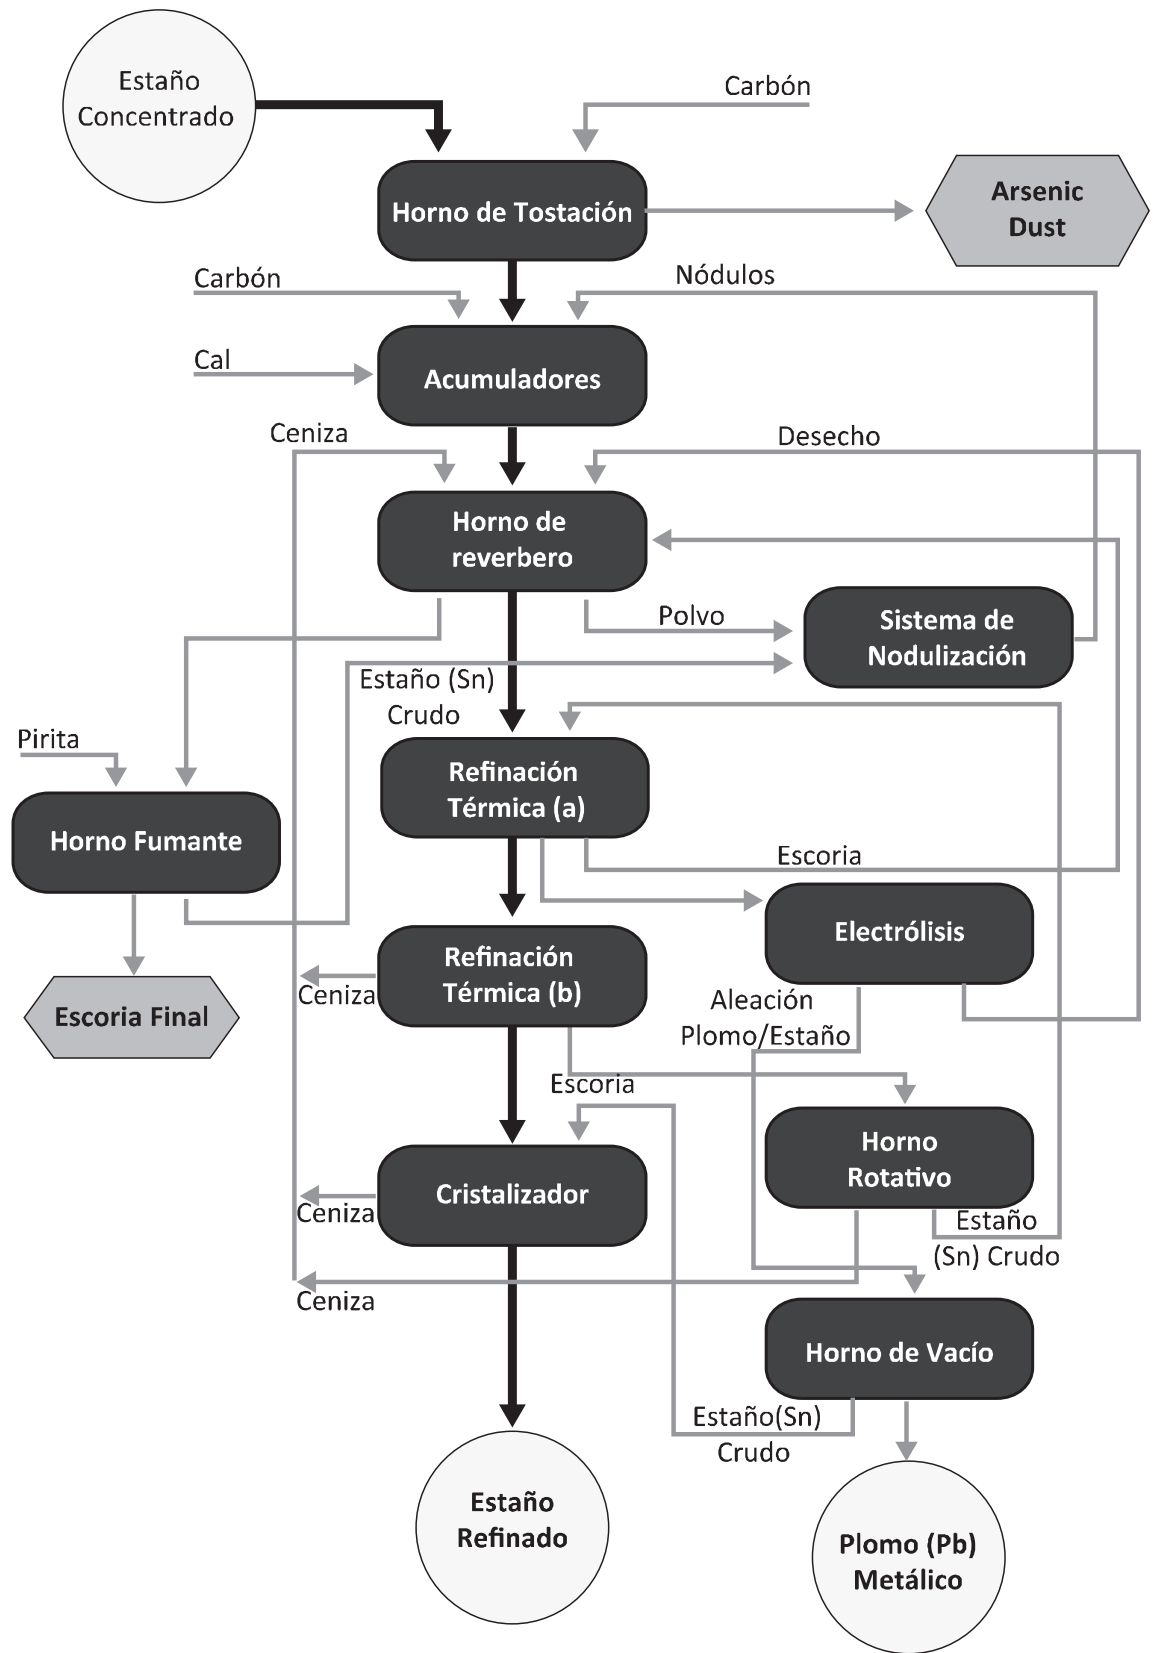 Estaño
Concentrado
Carbón
Horno de Tostación
Arsenic
Dust
Carbón
Nódulos
Cal
Acumuladores
Ceniza
Desecho
Horno de
reverbero
Polvo
Sistema de
Nodulización
Estaño (Sn)
Crudo
Pirita
Refinación
Térmica (a)
Horno Fumante
Escoria
Electrólisis
Refinación
Térmica (b)
Ceniza
Escoria Final
Aleación
Plomo/Estaño
Escoria
Horno
Rotativo
Cristalizador
Ceniza
Estaño
(Sn) Crudo
Ceniza
Horno de Vacío
Estaño(Sn)
Crudo
Estaño
Refinado
Plomo (Pb)
Metálico